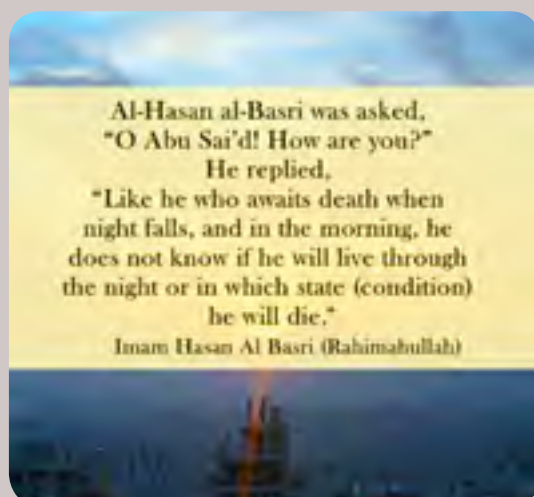 Al-Hasan al-Basri was asked,
"O Abu Sai'd! How are you?"
He replied,
"Like he who awaits death when
night falls, and in the morning, he
does not know if he will live through
the night or in which state (condition)
he will die."
Imam Hasan Al Basri (Rahimahullah)